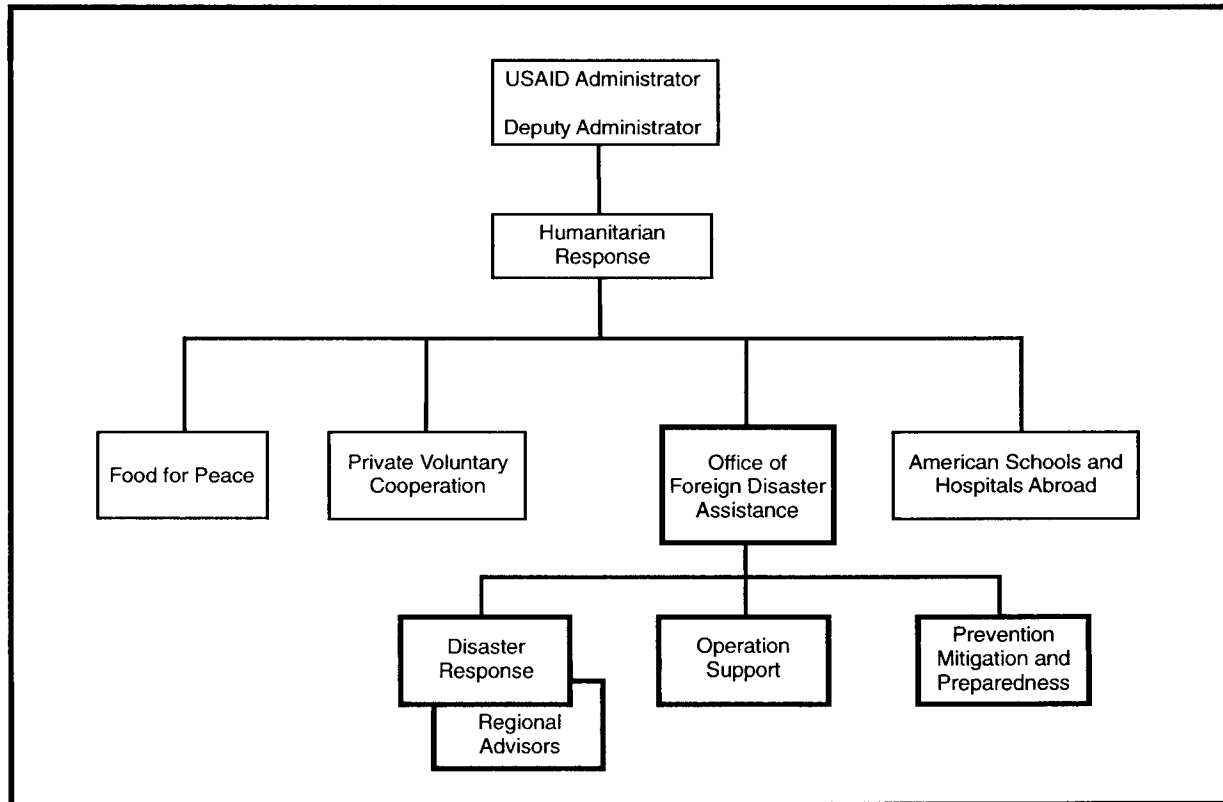 USAID Administrator
Deputy Administrator
Humanitarian
Response
Food for Peace
Private Voluntary
Cooperation
Office of
Foreign Disaster
Assistance
American Schools and
Hospitals Abroad
Disaster
Response
Regional
Advisors
Operation
Support
Prevention
Mitigation and
Preparedness